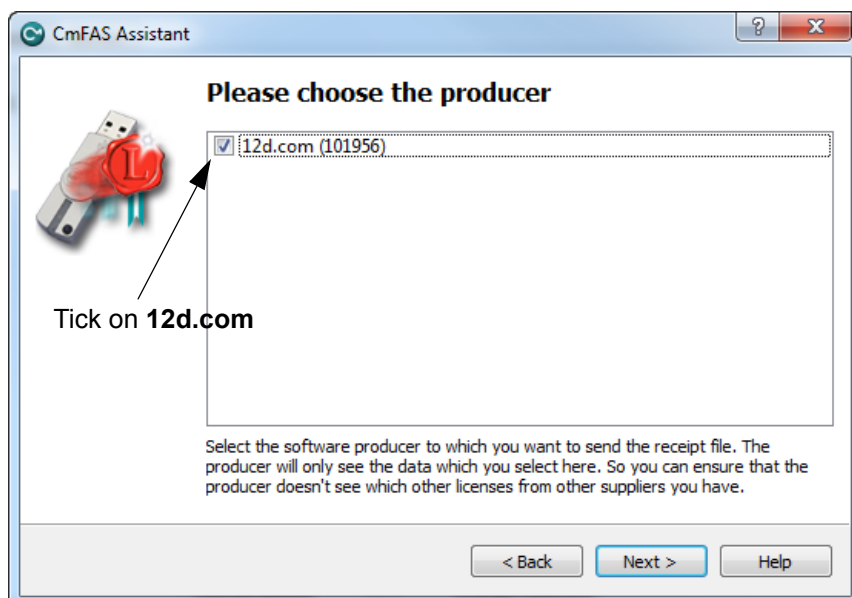 CmFAS Assistant
Please choose the producer
12d.com (101956)
Tick on 12d.com
Select the software producer to which you want to send the receipt file. The
producer will only see the data which you select here. So you can ensure that the
producer doesn't see which other licenses from other suppliers you have.
< Back Next > Help